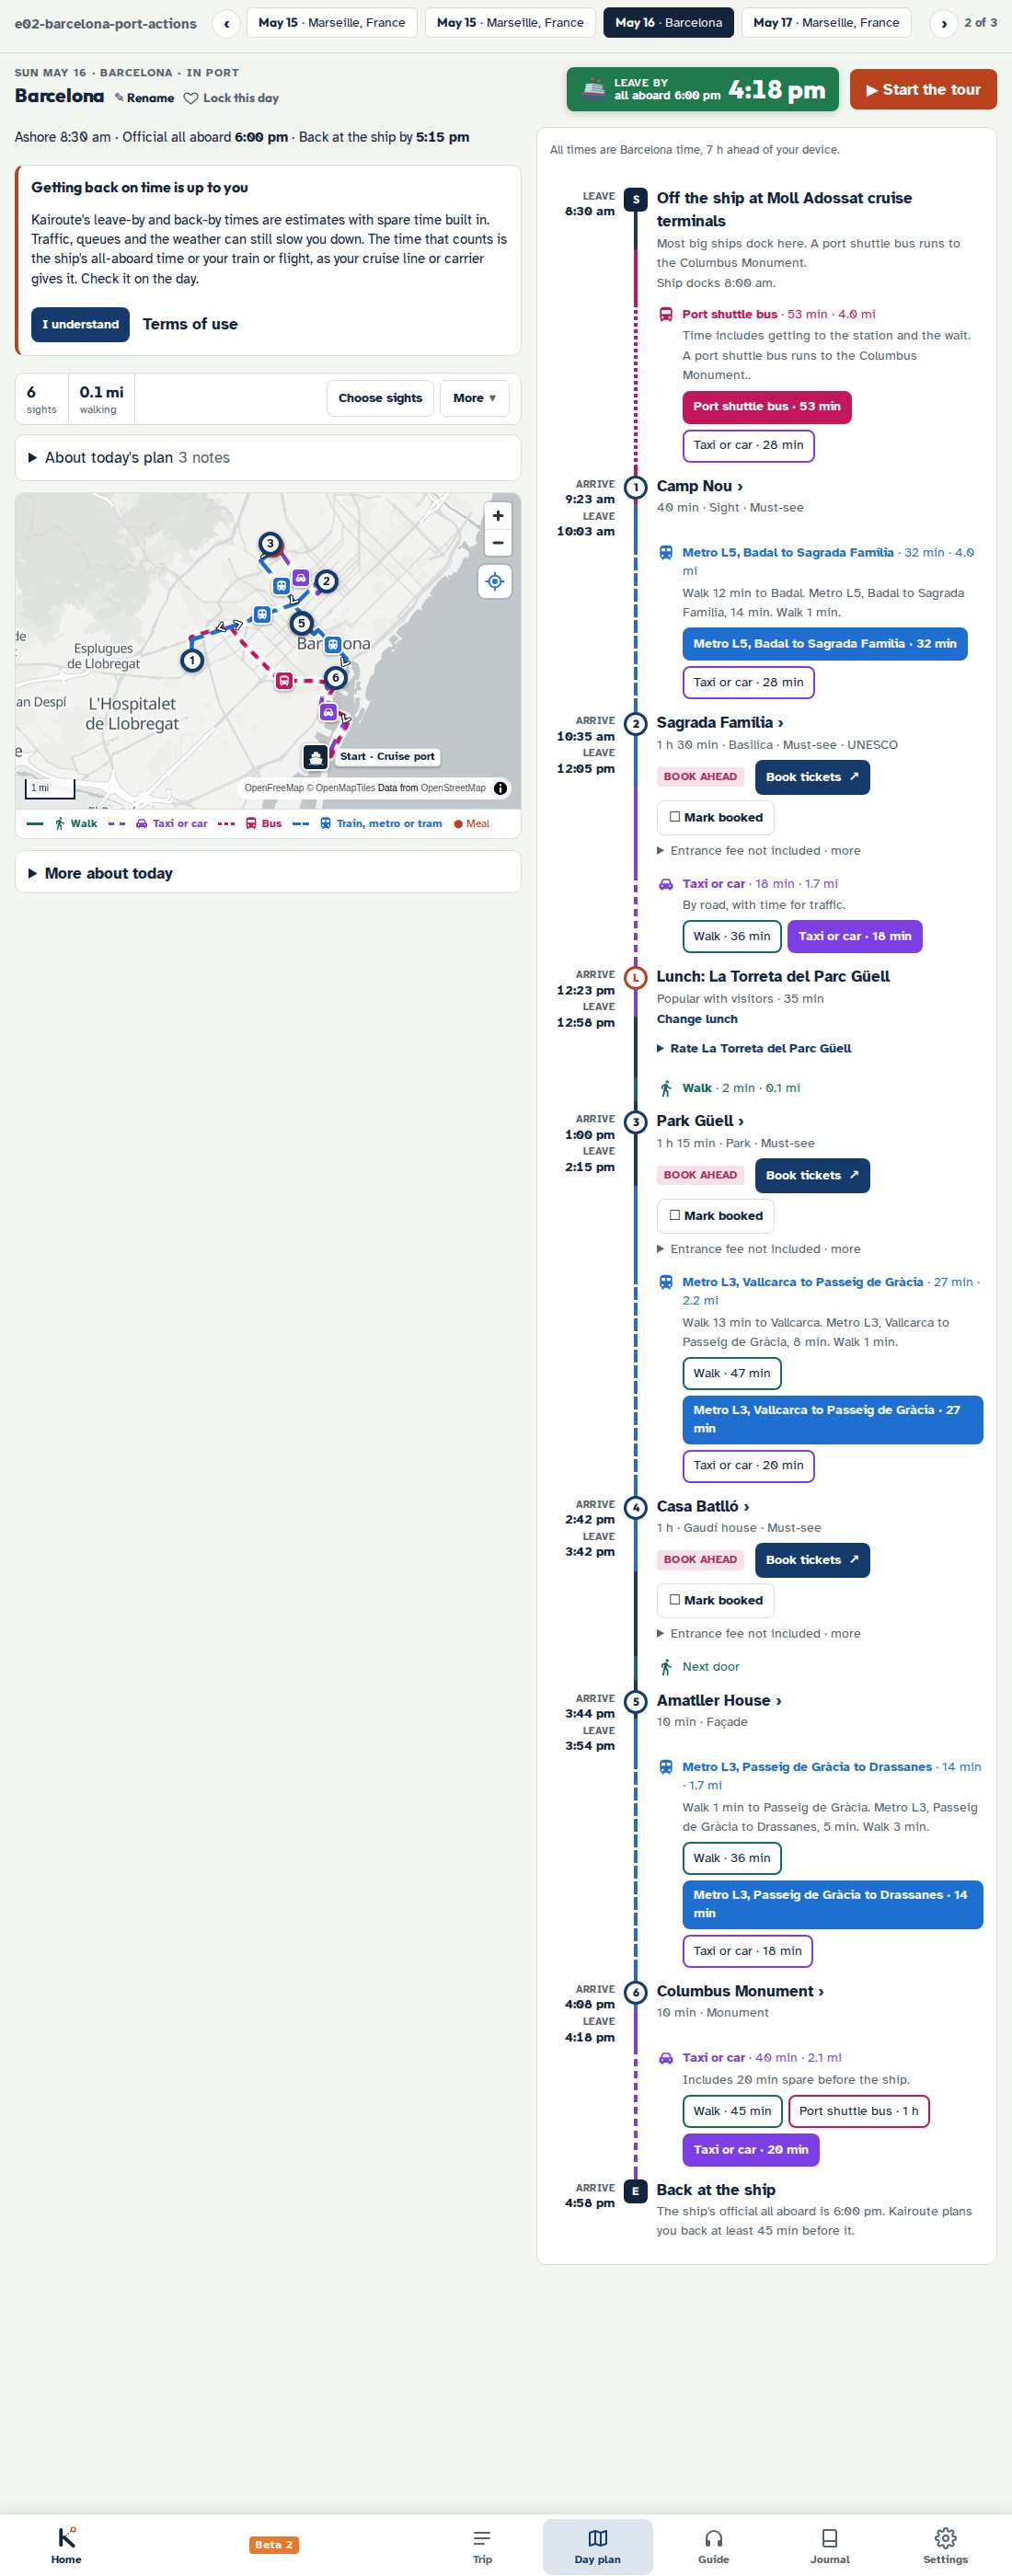 e02-barcelona-port-actions
‹
May 15 · Marseille, France
May 15 · Marseille, France
May 16 · Barcelona
May 17 · Marseille, France
›
2 of 3
SUN MAY 16 · BARCELONA · IN PORT
Barcelona
✎ Rename
Lock this day
LEAVE BY
all aboard 6:00 pm
4:18 pm
▶ Start the tour
Ashore 8:30 am · Official all aboard 6:00 pm · Back at the ship by 5:15 pm
Getting back on time is up to you
Kairoute's leave-by and back-by times are estimates with spare time built in.
Traffic, queues and the weather can still slow you down. The time that counts is
the ship's all-aboard time or your train or flight, as your cruise line or carrier
gives it. Check it on the day.
I understand
Terms of use
6
sights
0.1 mi
walking
Choose sights
More ▾
▶ About today's plan 3 notes
+
−
3
2
5
1
6
Esplugues
de Llobregat
L'Hospitalet
de Llobregat
an Despí
de
e
Bar ona
Start · Cruise port
1 mi
OpenFreeMap © OpenMapTiles Data from OpenStreetMap
Walk
Taxi or car
Bus
Train, metro or tram
Meal
▶ More about today
All times are Barcelona time, 7 h ahead of your device.
LEAVE
8:30 am
S
Off the ship at Moll Adossat cruise
terminals
Most big ships dock here. A port shuttle bus runs to
the Columbus Monument.
Ship docks 8:00 am.
Port shuttle bus · 53 min · 4.0 mi
Time includes getting to the station and the wait.
A port shuttle bus runs to the Columbus
Monument..
Port shuttle bus · 53 min
Taxi or car · 28 min
ARRIVE
9:23 am
LEAVE
10:03 am
1
Camp Nou ›
40 min · Sight · Must-see
Metro L5, Badal to Sagrada Família · 32 min · 4.0
mi
Walk 12 min to Badal. Metro L5, Badal to Sagrada
Família, 14 min. Walk 1 min.
Metro L5, Badal to Sagrada Família · 32 min
Taxi or car · 28 min
ARRIVE
10:35 am
LEAVE
12:05 pm
2
Sagrada Família ›
1 h 30 min · Basilica · Must-see · UNESCO
BOOK AHEAD
Book tickets ↗
☐ Mark booked
▶ Entrance fee not included · more
Taxi or car · 18 min · 1.7 mi
By road, with time for traffic.
Walk · 36 min
Taxi or car · 18 min
ARRIVE
12:23 pm
LEAVE
12:58 pm
L
Lunch: La Torreta del Parc Güell
Popular with visitors · 35 min
Change lunch
▶ Rate La Torreta del Parc Güell
Walk · 2 min · 0.1 mi
ARRIVE
1:00 pm
LEAVE
2:15 pm
3
Park Güell ›
1 h 15 min · Park · Must-see
BOOK AHEAD
Book tickets ↗
☐ Mark booked
▶ Entrance fee not included · more
Metro L3, Vallcarca to Passeig de Gràcia · 27 min ·
2.2 mi
Walk 13 min to Vallcarca. Metro L3, Vallcarca to
Passeig de Gràcia, 8 min. Walk 1 min.
Walk · 47 min
Metro L3, Vallcarca to Passeig de Gràcia · 27
min
Taxi or car · 20 min
ARRIVE
2:42 pm
LEAVE
3:42 pm
4
Casa Batlló ›
1 h · Gaudí house · Must-see
BOOK AHEAD
Book tickets ↗
☐ Mark booked
▶ Entrance fee not included · more
Next door
ARRIVE
3:44 pm
LEAVE
3:54 pm
5
Amatller House ›
10 min · Façade
Metro L3, Passeig de Gràcia to Drassanes · 14 min
· 1.7 mi
Walk 1 min to Passeig de Gràcia. Metro L3, Passeig
de Gràcia to Drassanes, 5 min. Walk 3 min.
Walk · 36 min
Metro L3, Passeig de Gràcia to Drassanes · 14
min
Taxi or car · 18 min
ARRIVE
4:08 pm
LEAVE
4:18 pm
6
Columbus Monument ›
10 min · Monument
Taxi or car · 40 min · 2.1 mi
Includes 20 min spare before the ship.
Walk · 45 min
Port shuttle bus · 1 h
Taxi or car · 20 min
ARRIVE
4:58 pm
E
Back at the ship
The ship's official all aboard is 6:00 pm. Kairoute plans
you back at least 45 min before it.
Home
Beta 2
Trip
Day plan
Guide
Journal
Settings